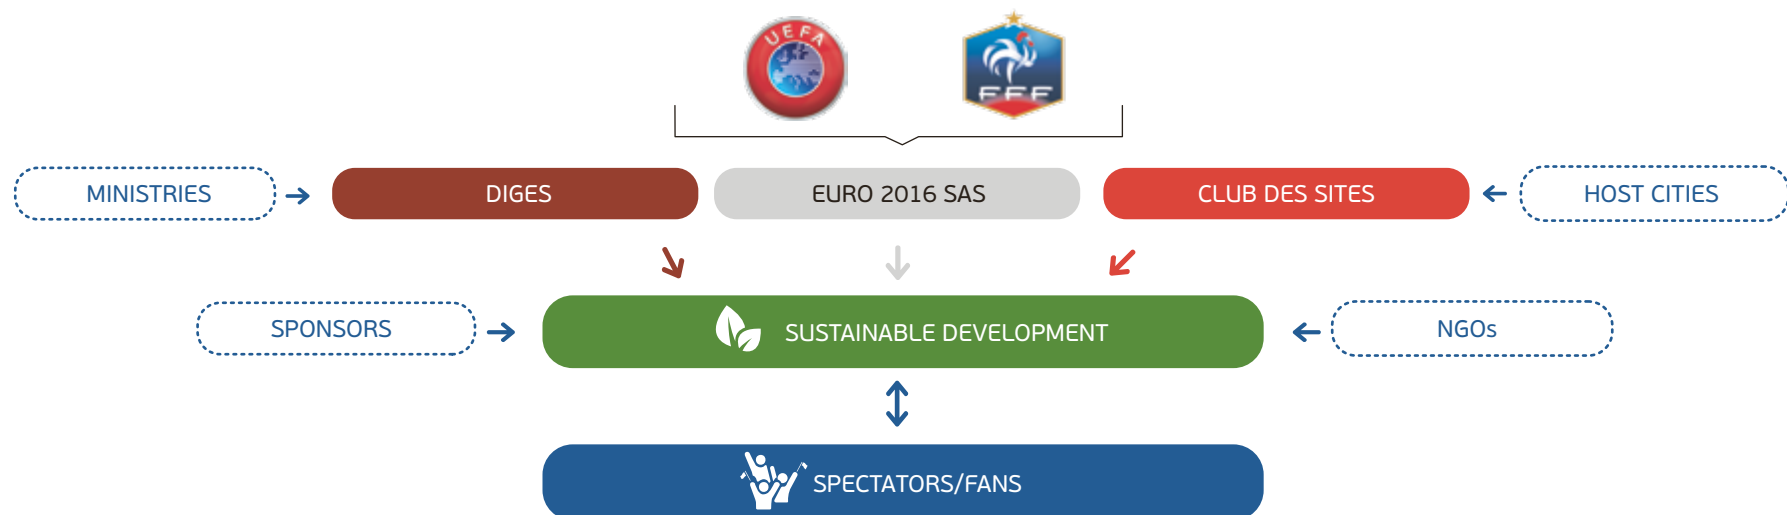 UEFA
FFF
MINISTRIES
DIGES
EURO 2016 SAS
CLUB DES SITES
HOST CITIES
SPONSORS
SUSTAINABLE DEVELOPMENT
NGOs
SPECTATORS/FANS